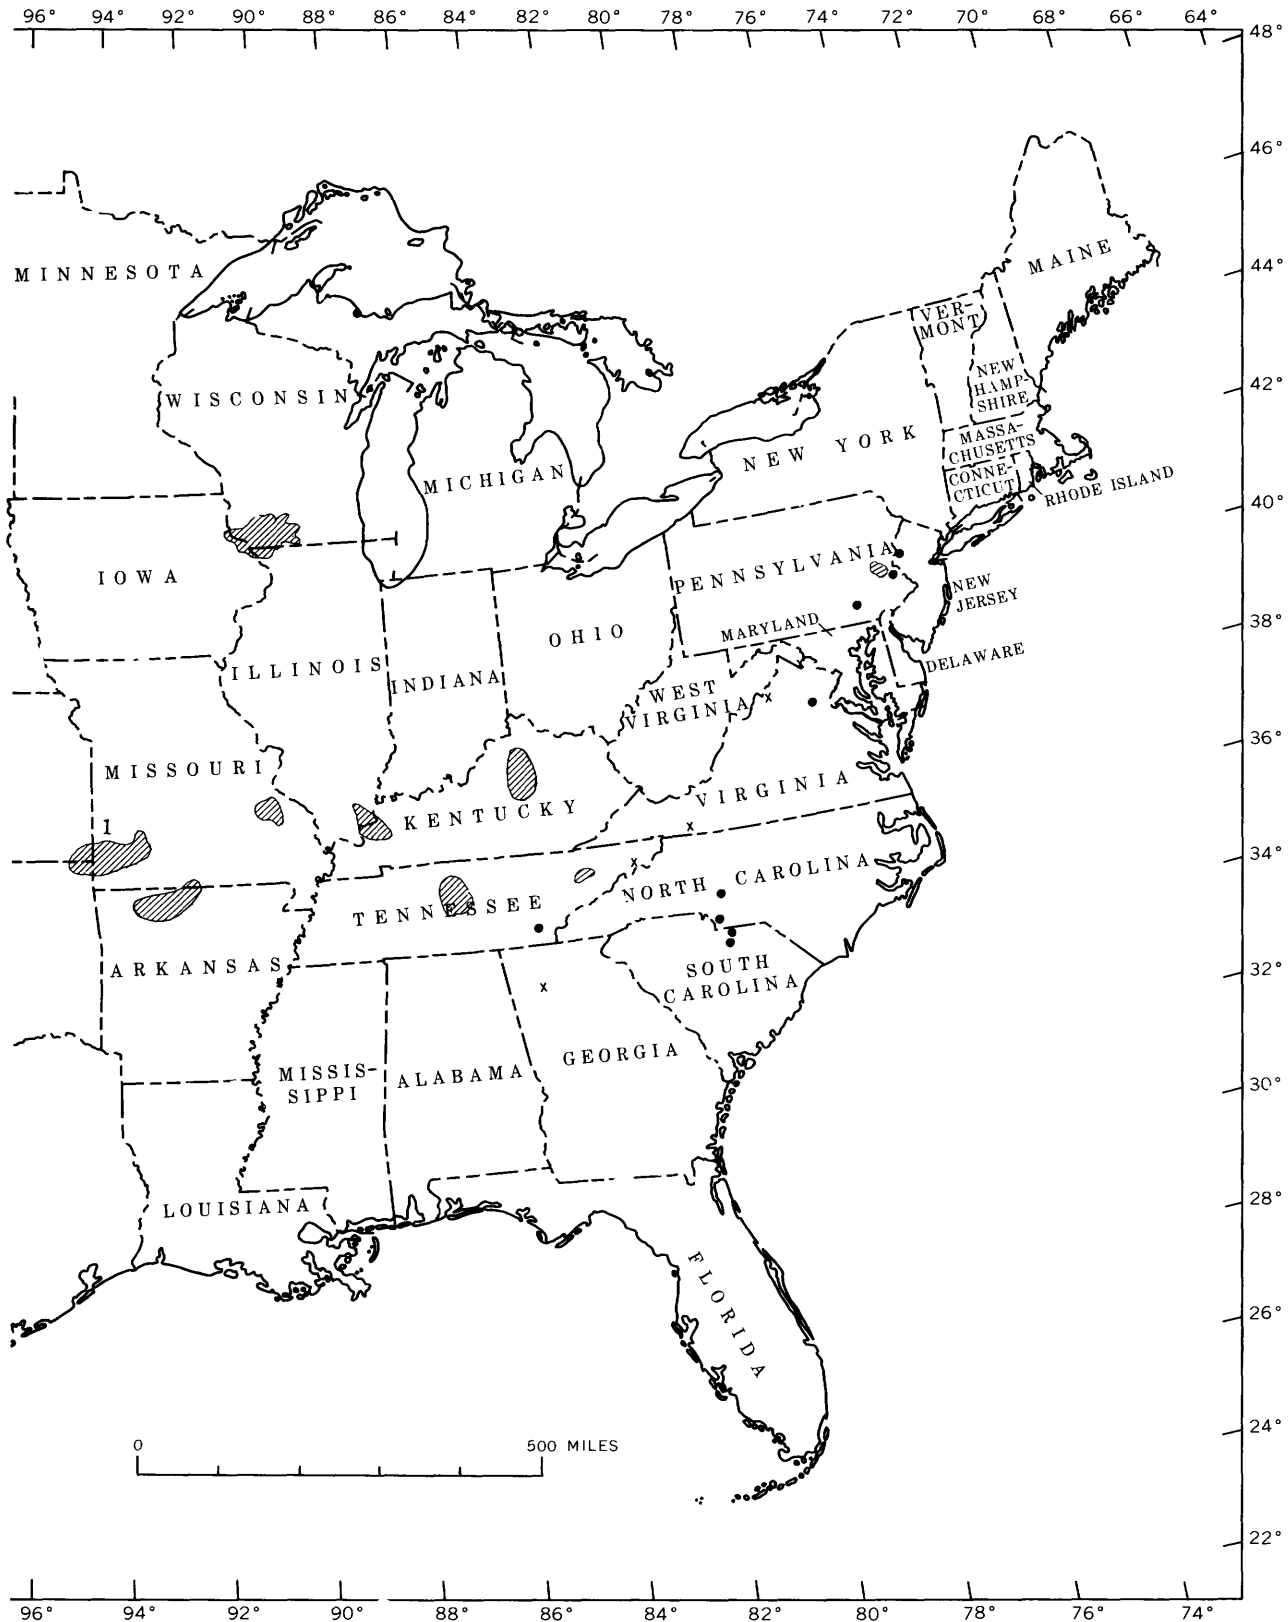 96° 94° 92° 90° 88° 86° 84° 82° 80° 78° 76° 74° 72° 70° 68° 66° 64°
48°
46°
MAINE
44°
MINNESOTA
VER-
MONT
NEW
HAMP-
SHIRE
42°
WISCONSIN
MASSA-
CHUSETTS
NEW YORK
MICHIGAN
CONNE-
CTICUT
RHODE ISLAND
40°
IOWA
PENNSYLVANIA
NEW
JERSEY
38°
MARYLAND
OHIO
DELAWARE
ILLINOIS
INDIANA
WEST
VIRGINIA
x
36°
MISSOURI
VIRGINIA
KENTUCKY
1
x
34°
x
NORTH CAROLINA
TENNESSEE
32°
ARKANSAS
SOUTH
CAROLINA
x
GEORGIA
MISSIS-
SIPPI
ALABAMA
30°
28°
LOUISIANA
FLORIDA
26°
24°
0 500 MILES
22°
96° 94° 92° 90° 88° 86° 84° 82° 80° 78° 76° 74°